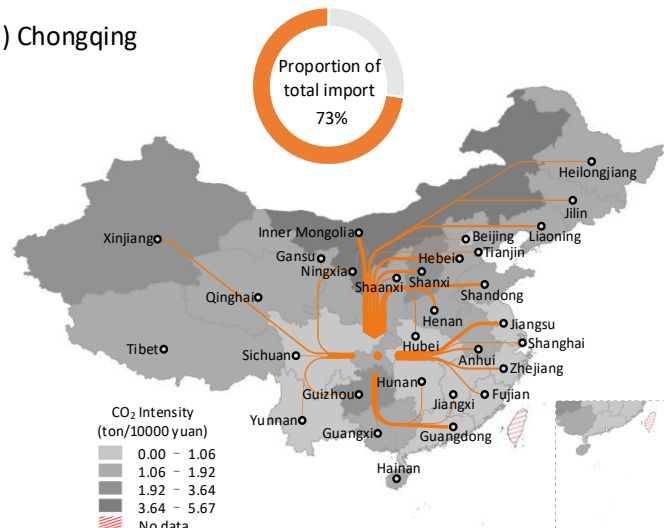 ) Chongqing
Proportion of
total import
73%
Heilongjiang
Jilin
Xinjiang
Inner Mongolia
Beijing
Liaoning
Gansu
Hebei
Tianjin
Ningxia
Shaanxi
Shanxi
Qinghai
Shandong
Henan
Jiangsu
Hubei
Shanghai
Tibet
Sichuan
Anhui
Zhejiang
Hunan
Guizhou
Jiangxi
Fujian
Yunnan
Guangxi
Guangdong
Hainan
CO₂ Intensity
(ton/10000 yuan)
0.00 - 1.06
1.06 - 1.92
1.92 - 3.64
3.64 - 5.67
No data